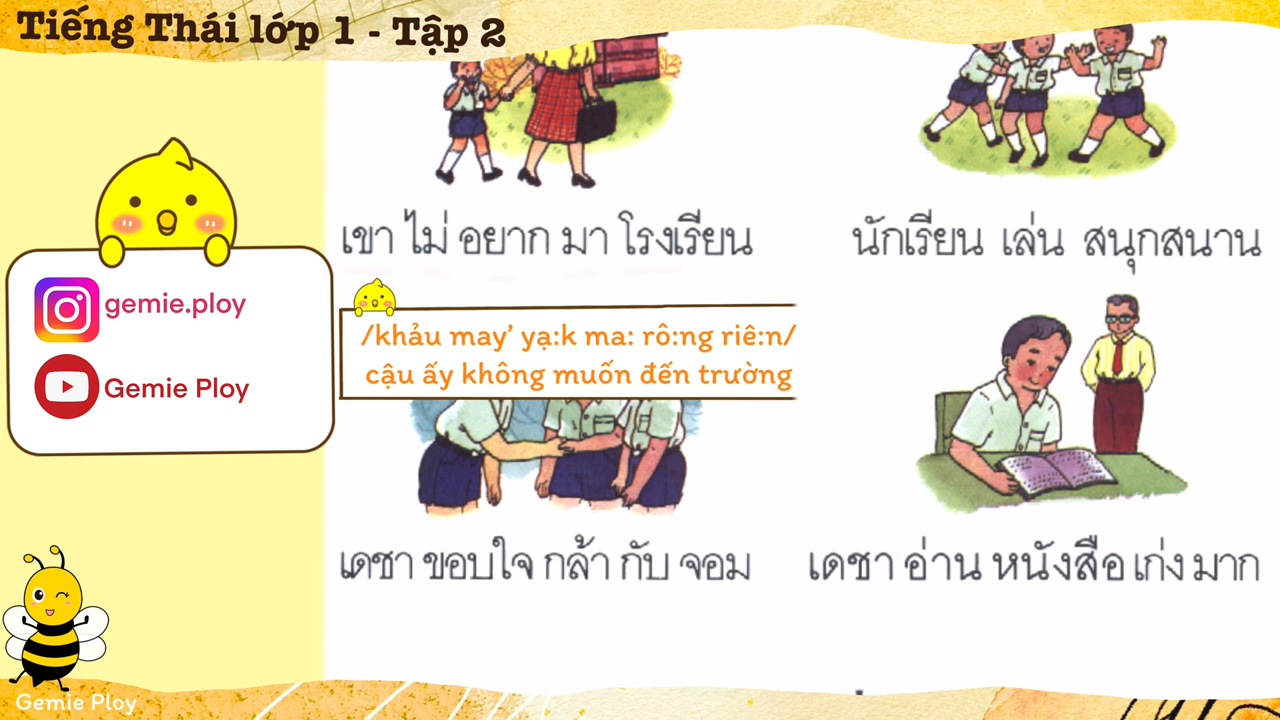 Tiếng Thái lớp 1 - Tập 2
gemie.ploy
Gemie Ploy
เขา ไม่ อยาก มา โรงเรียน
นักเรียน เล่น สนุกสนาน
/khảu may’ yạ:k ma: rô:ng riê:n/
cậu ấy không muốn đến trường
เดชา ขอบใจ กล้า กับ จอม
เดชา อ่าน หนังสือ เก่ง มาก
Gemie Ploy